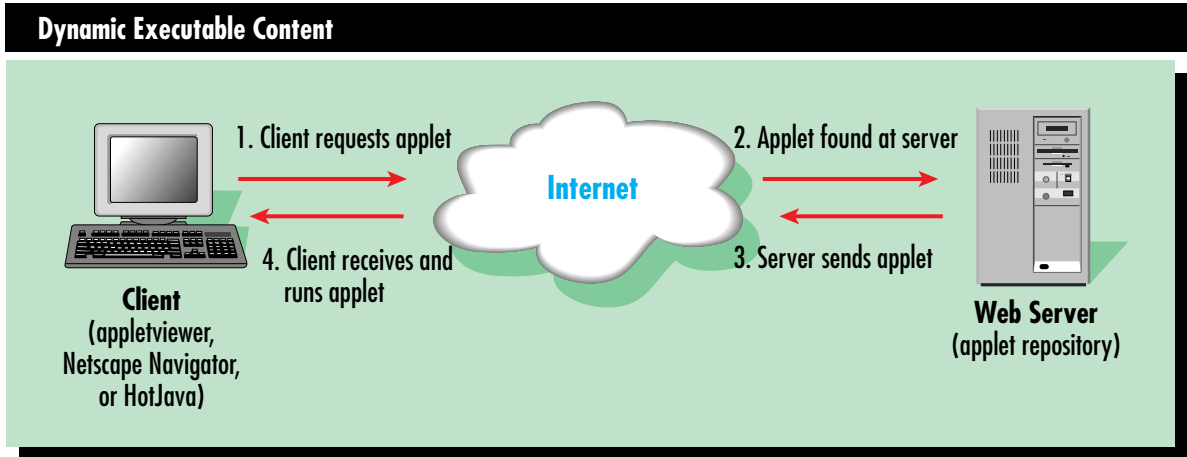 Dynamic Executable Content
1. Client requests applet
2. Applet found at server
Internet
4. Client receives and
runs applet
3. Server sends applet
Client
(appletviewer,
Netscape Navigator,
or HotJava)
Web Server
(applet repository)